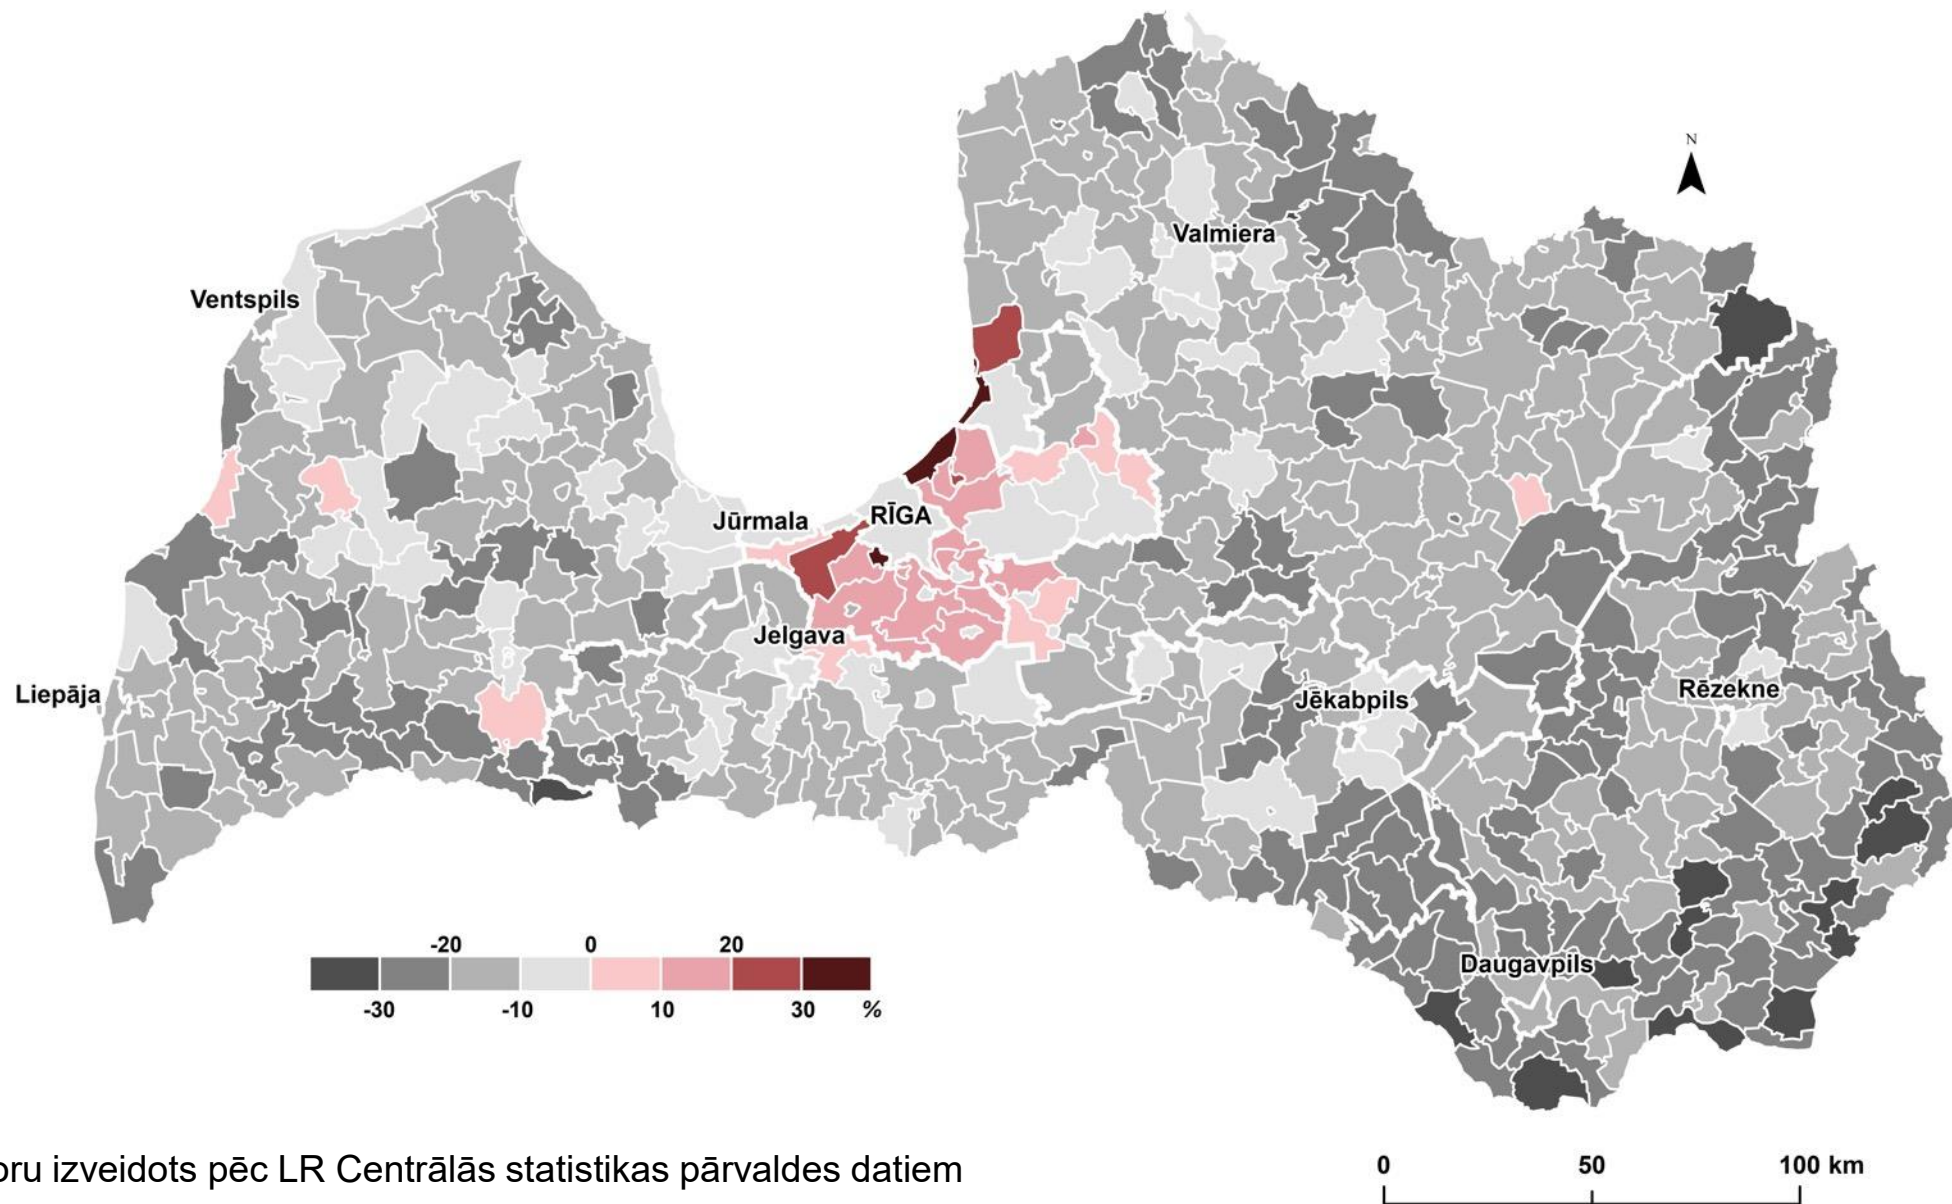 N
Valmiera
Ventspils
Jūrmala
RĪGA
Jelgava
Liepāja
Jēkabpils
Rēzekne
Daugavpils
-20 0 20
-30 -10 10 30 %
0 50 100 km
izveidots pēc LR Centrālās statistikas pārvaldes datiem